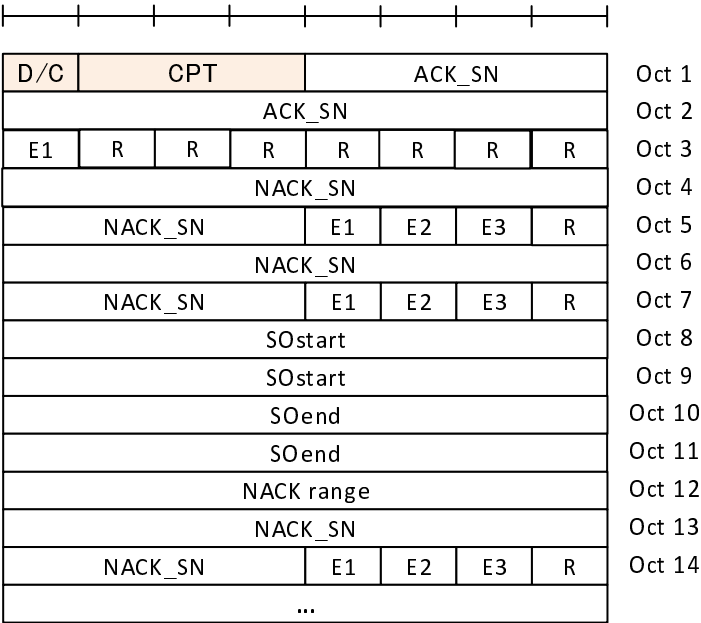 D/C CPT ACK_SN Oct 1
ACK_SN Oct 2
E1 R R R R R R R Oct 3
NACK_SN Oct 4
NACK_SN E1 E2 E3 R Oct 5
NACK_SN Oct 6
NACK_SN E1 E2 E3 R Oct 7
SOstart Oct 8
SOstart Oct 9
SOend Oct 10
SOend Oct 11
NACK range Oct 12
NACK_SN Oct 13
NACK_SN E1 E2 E3 R Oct 14
...